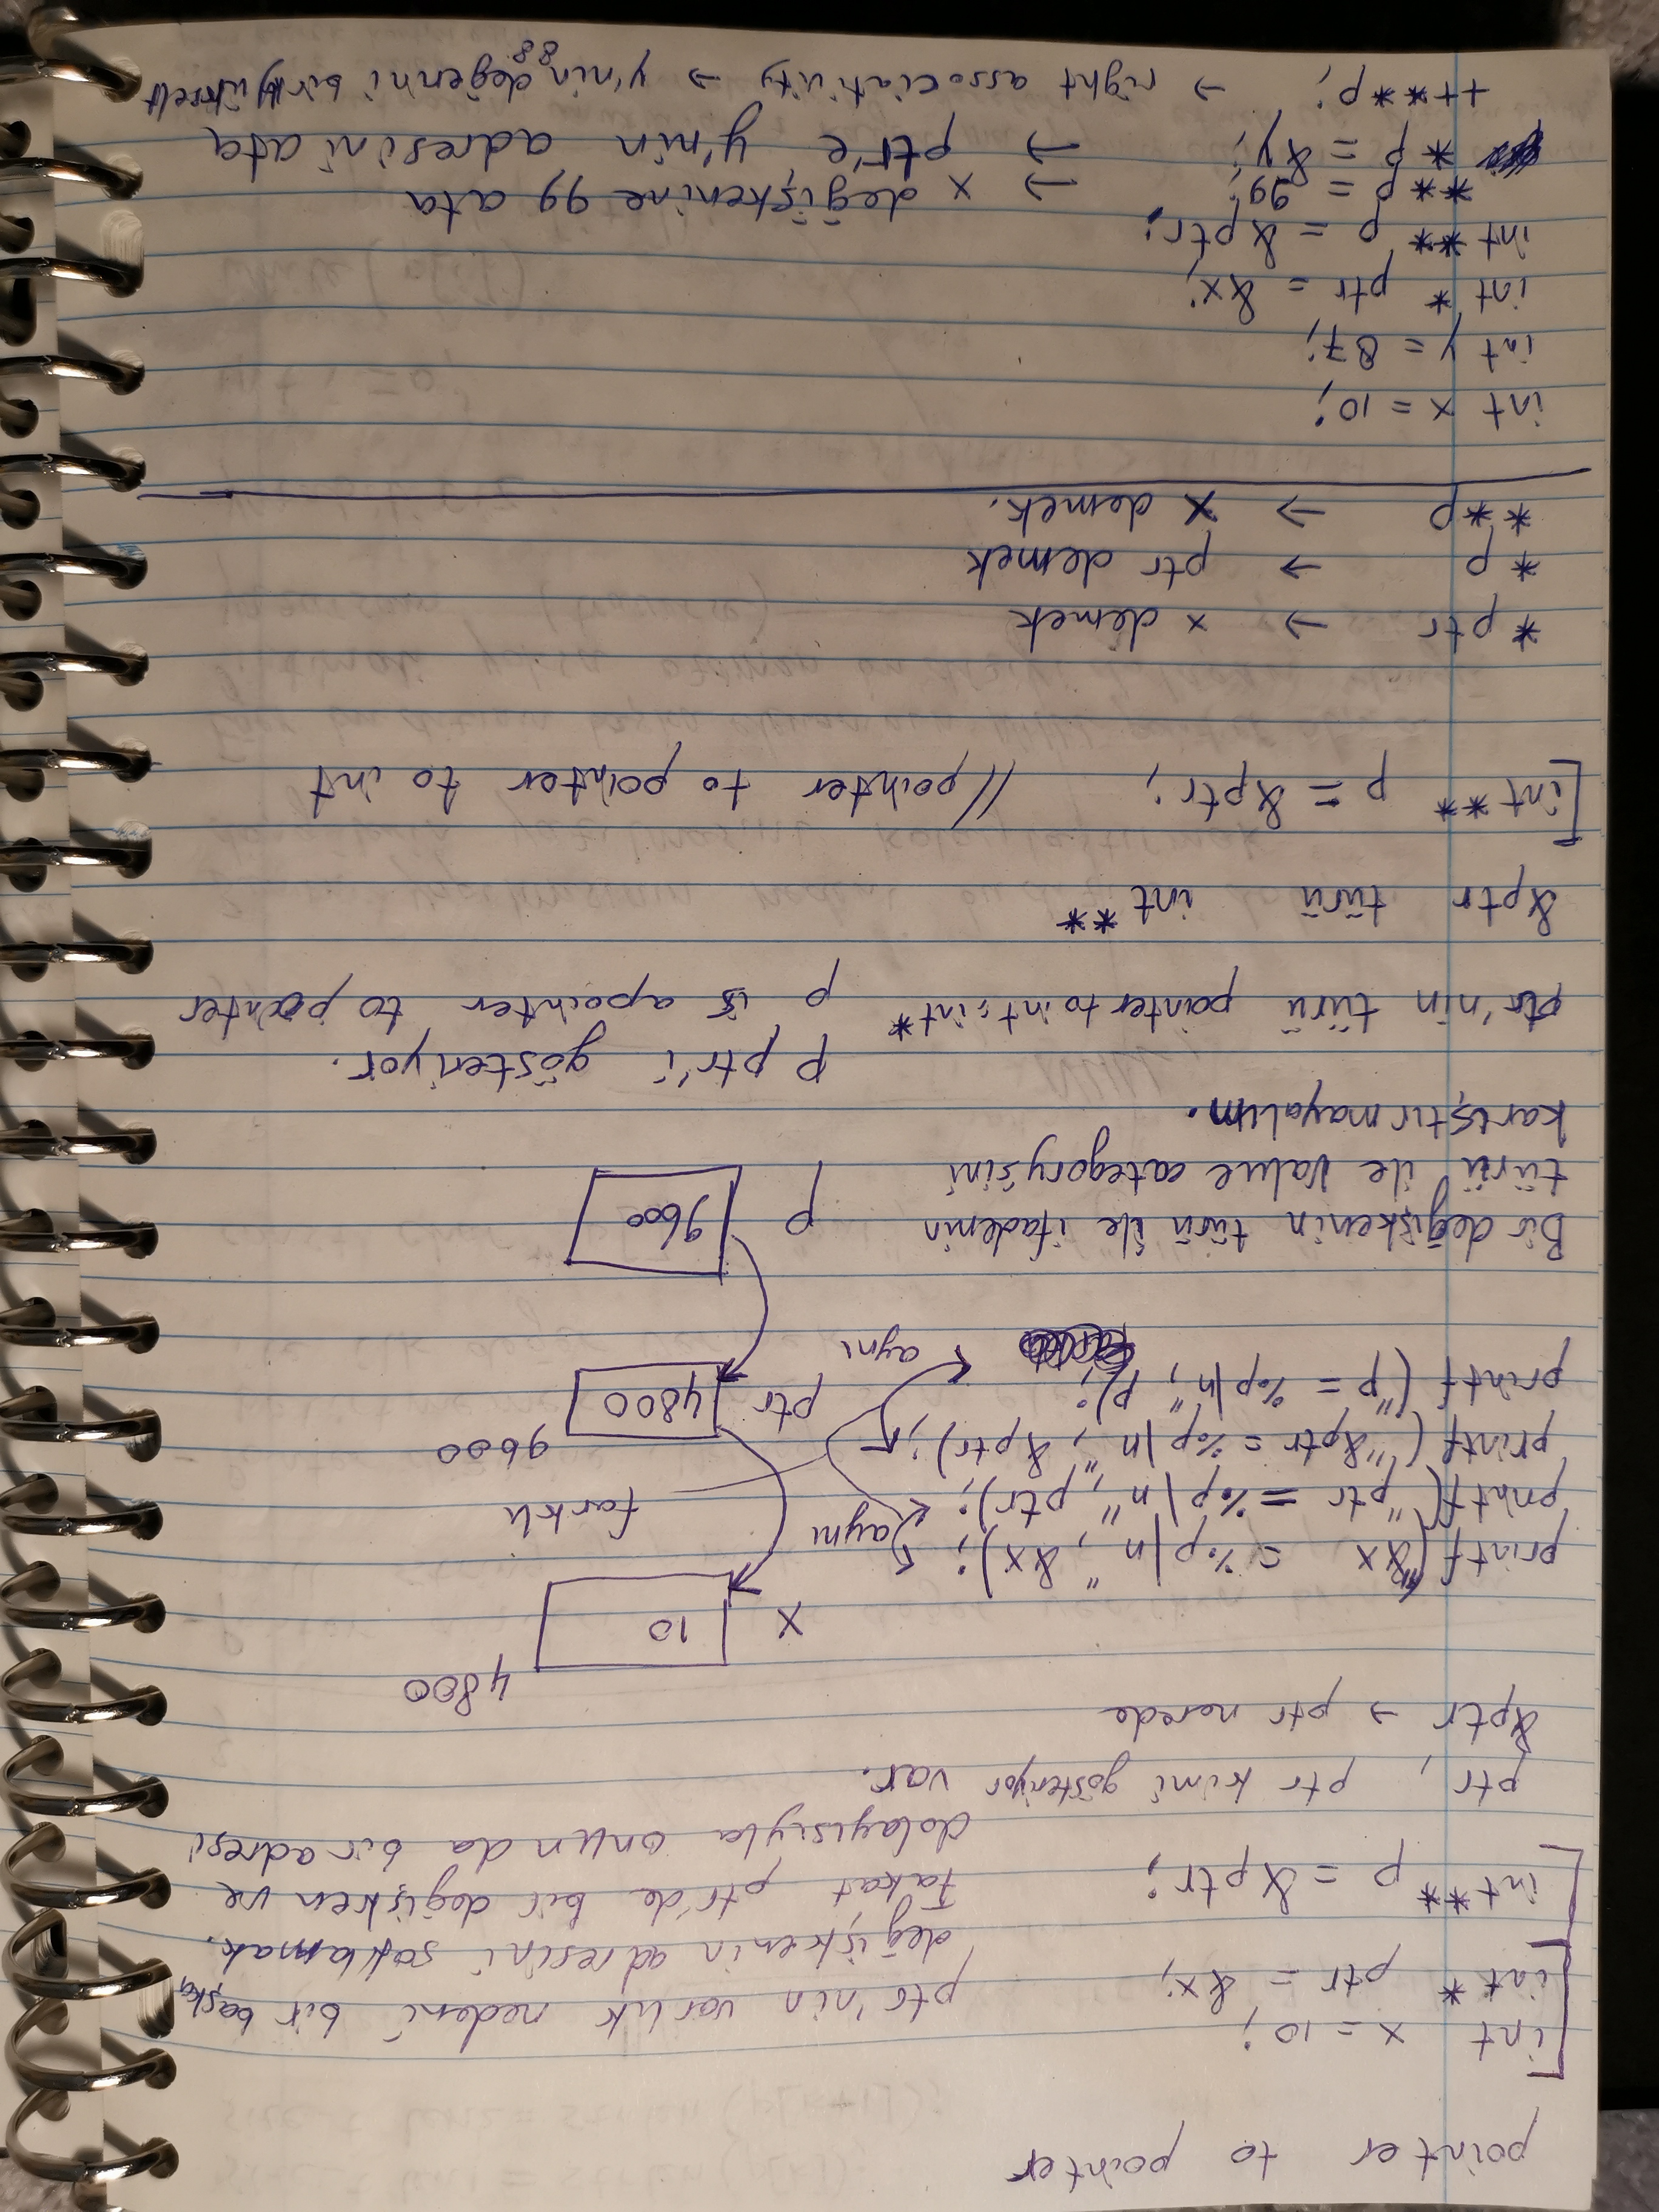 pointer to pointer
int x = 10;
int* ptr = &x;
int** p = &ptr;
ptr'nin varlık nedeni bir başka
değişkenin adresini saklamak.
Fakat ptr'de bir değişken ve
dolayısıyla onun da bir adresi
var.
ptr, ptr kimi gösteriyor
&ptr → ptr nerede
x 10 4800
printf("&x = %p\n", &x);
printf("ptr = %p\n", ptr);
printf("&ptr = %p\n", &ptr);
printf("p = %p\n", p);
aynı
farklı
aynı
ptr 4800 9600
p 9600
Bir değişkenin türü ile ifadenin
türü ile value category'sini
karıştırmayalım.
p ptr'i gösteriyor.
p is a pointer to pointer
ptr'nin türü pointer to int: int*
&ptr türü int**
int** p = &ptr; //pointer to pointer to int
*ptr → x demek
*p → ptr demek
**p → x demek.
int x = 10;
int y = 87;
int* ptr = &x;
int** p = &ptr;
**p = 99; → x değişkenine 99 ata
*p = &y; → ptr'e y'nin adresini ata
++**p; → right associativity → y'nin değerini bir yükselt
88